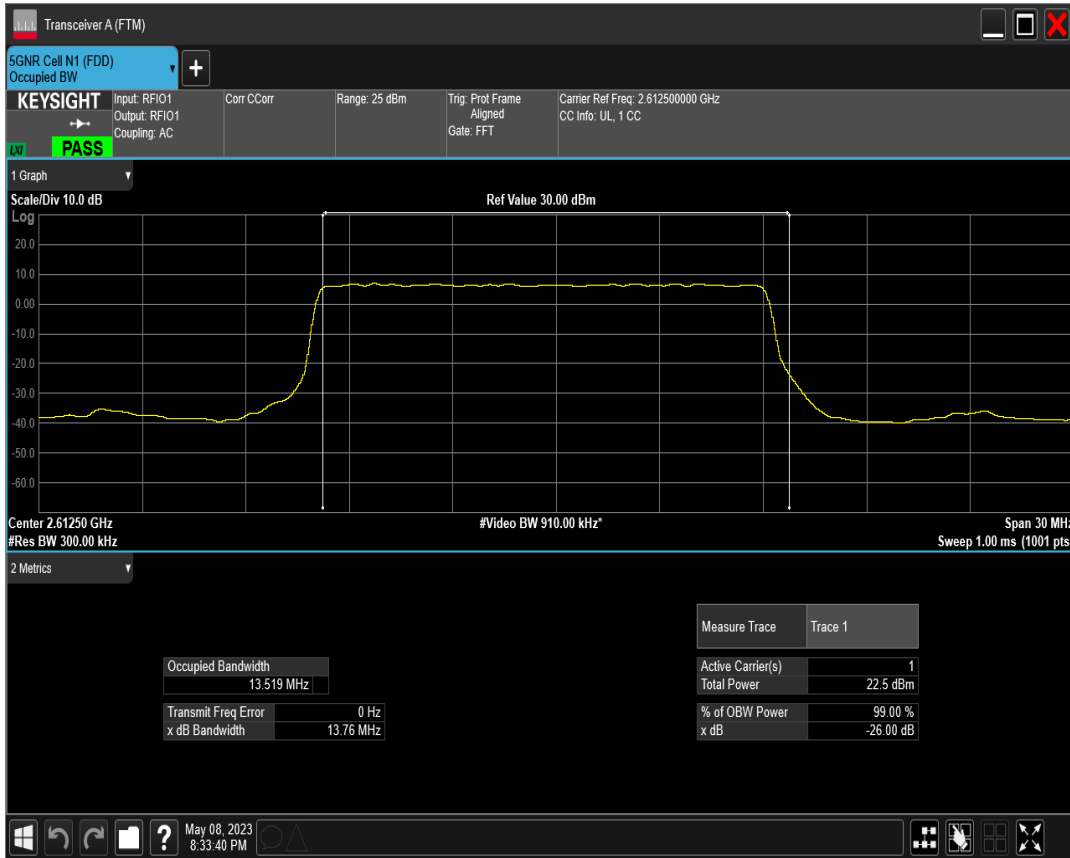 Transceiver A (FTM)
5GNR Cell N1 (FDD)
Occupied BW
+
KEYSIGHT
LXI
PASS
Input: RFIO1
Output: RFIO1
Coupling: AC
Corr CCorr
Range: 25 dBm
Trig: Prot Frame
Aligned
Gate: FFT
Carrier Ref Freq: 2.612500000 GHz
CC Info: UL, 1 CC
1 Graph
Scale/Div 10.0 dB
Ref Value 30.00 dBm
Log
20.0
10.0
0.00
-10.0
-20.0
-30.0
-40.0
-50.0
-60.0
Center 2.61250 GHz
#Video BW 910.00 kHz*
Span 30 MHz
#Res BW 300.00 kHz
Sweep 1.00 ms (1001 pts
2 Metrics
Measure Trace Trace 1
Occupied Bandwidth
13.519 MHz
Active Carrier(s) 1
Total Power 22.5 dBm
Transmit Freq Error 0 Hz
x dB Bandwidth 13.76 MHz
% of OBW Power 99.00 %
x dB -26.00 dB
?
May 08, 2023
8:33:40 PM